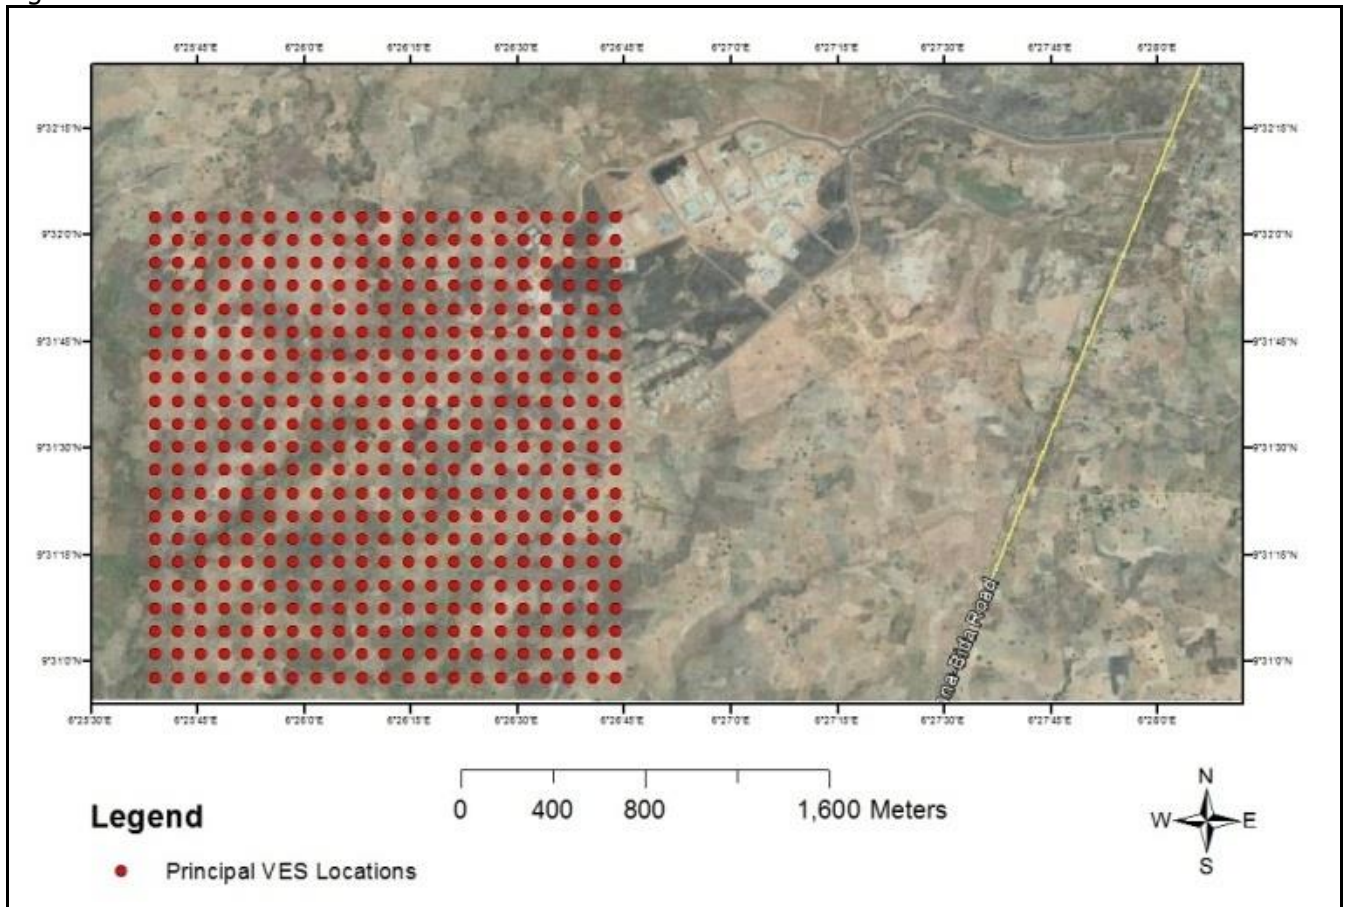 6°25'45"E 6°26'0"E 6°26'15"E 6°26'30"E 6°26'45"E 6°27'0"E 6°27'15"E 6°27'30"E 6°27'45"E 6°28'0"E
9°32'15"N 9°32'15"N
9°32'0"N 9°32'0"N
9°31'45"N 9°31'45"N
9°31'30"N 9°31'30"N
9°31'15"N 9°31'15"N
na-Bida Road
9°31'0"N 9°31'0"N
6°25'30"E 6°25'45"E 6°26'0"E 6°26'15"E 6°26'30"E 6°26'45"E 6°27'0"E 6°27'15"E 6°27'30"E 6°27'45"E 6°28'0"E
N
W E
S
0 400 800 1,600 Meters
Legend
Principal VES Locations